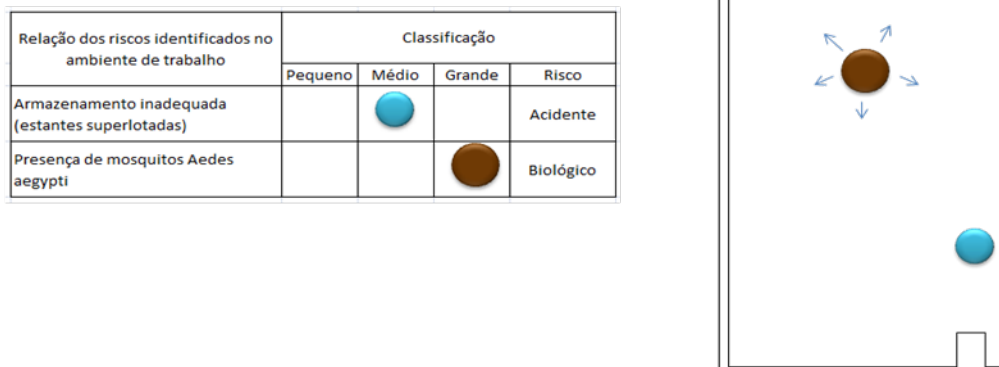 Relação dos riscos identificados no
ambiente de trabalho
Classificação
Pequeno Médio Grande Risco
Armazenamento inadequada
(estantes superlotadas)
Acidente
Presença de mosquitos Aedes
aegypti
Biológico